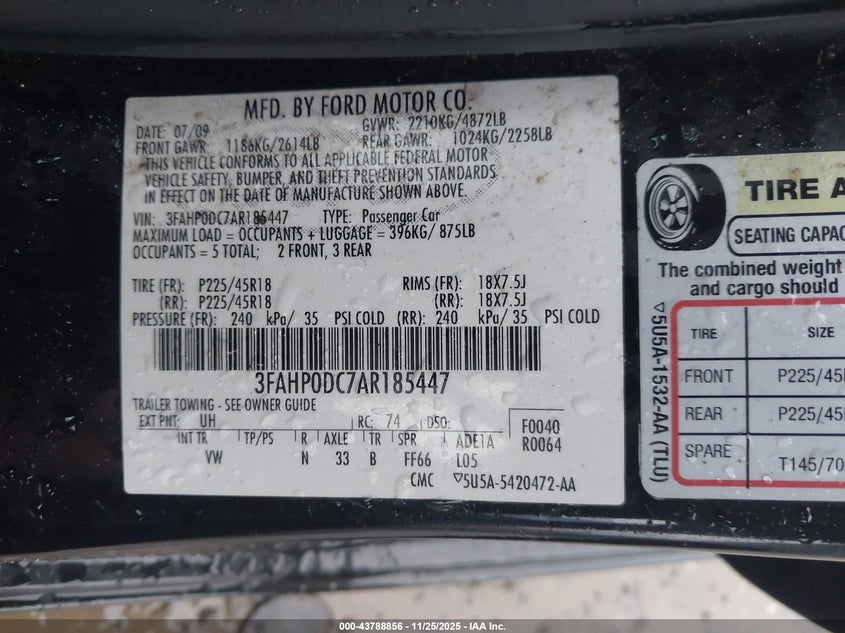 MFD. BY FORD MOTOR CO.
DATE: 07/09 GVWR: 2210KG/4872LB
FRONT GAWR: 1186KG/2614LB REAR GAWR: 1024KG/2258LB
THIS VEHICLE CONFORMS TO ALL APPLICABLE FEDERAL MOTOR
VEHICLE SAFETY, BUMPER, AND THEFT PREVENTION STANDARDS
IN EFFECT ON THE DATE OF MANUFACTURE SHOWN ABOVE.
VIN: 3FAHP0DC7AR185447 TYPE: Passenger Car
MAXIMUM LOAD = OCCUPANTS + LUGGAGE = 396KG/ 875LB
OCCUPANTS = 5 TOTAL; 2 FRONT, 3 REAR
TIRE (FR): P225/45R18 RIMS (FR): 18X7.5J
(RR): P225/45R18 (RR): 18X7.5J
PRESSURE (FR): 240 kPa/ 35 PSI COLD (RR): 240 kPa/ 35 PSI COLD
3FAHP0DC7AR185447
TRAILER TOWING - SEE OWNER GUIDE
EXT PNT: UH RC: 74 DSO: F0040
R0064
INT TR TP/PS R AXLE TR SPR ADE1A
VW N 33 B FF66 L05
CMC ▽5U5A-5420472-AA
TIRE A
SEATING CAPAC
The combined weight
and cargo should
▽5U5A-1532-AA (TLU)
TIRE SIZE
FRONT P225/45
REAR P225/45
SPARE T145/70
000-43788856 - 11/25/2025 - IAA Inc.